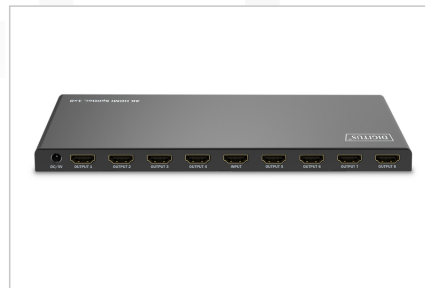 4K HDMI Splitter, 1x8
DIGITUS
DC/5V OUTPUT 1 OUTPUT 2 OUTPUT 3 OUTPUT 4 INPUT OUTPUT 5 OUTPUT 6 OUTPUT 7 OUTPUT 8